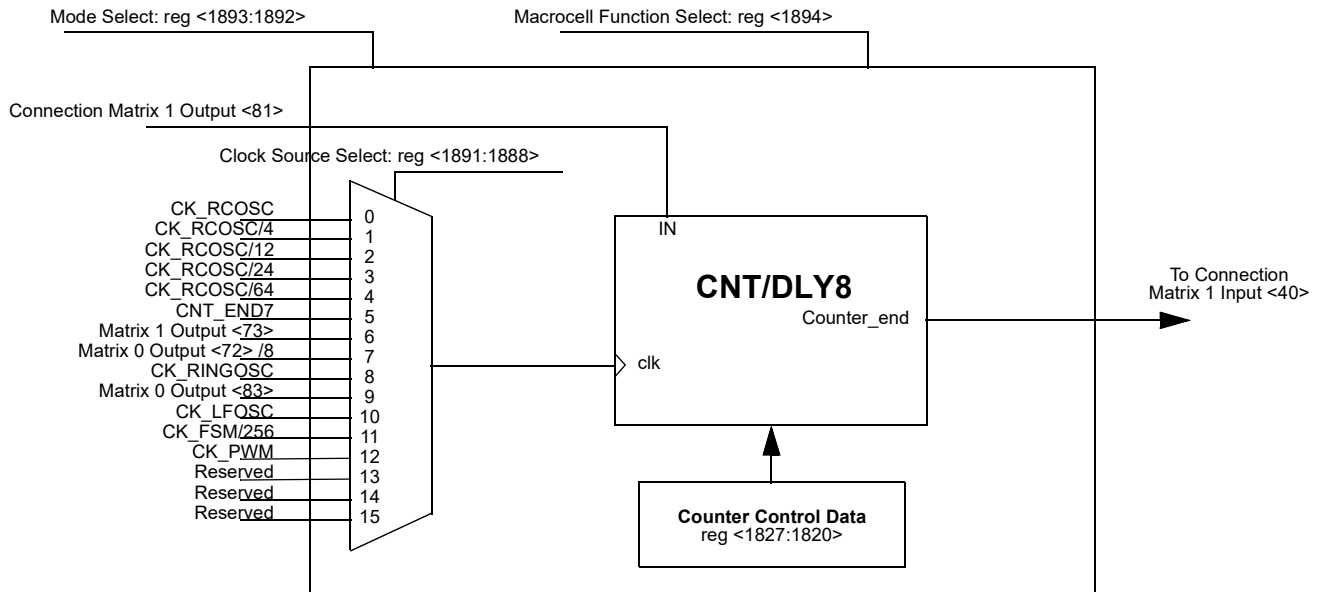 Mode Select: reg <1893:1892>
Macrocell Function Select: reg <1894>
Connection Matrix 1 Output <81>
Clock Source Select: reg <1891:1888>
CK_RCOSC
0
CK_RCOSC/4
1
CK_RCOSC/12
2
CK_RCOSC/24
3
CK_RCOSC/64
4
CNT_END7
5
Matrix 1 Output <73>
6
Matrix 0 Output <72> /8
7
CK_RINGOSC
8
Matrix 0 Output <83>
9
CK_LFOSC
10
CK_FSM/256
11
CK_PWM
12
Reserved
13
Reserved
14
Reserved
15
IN
CNT/DLY8
Counter_end
clk
To Connection
Matrix 1 Input <40>
Counter Control Data
reg <1827:1820>